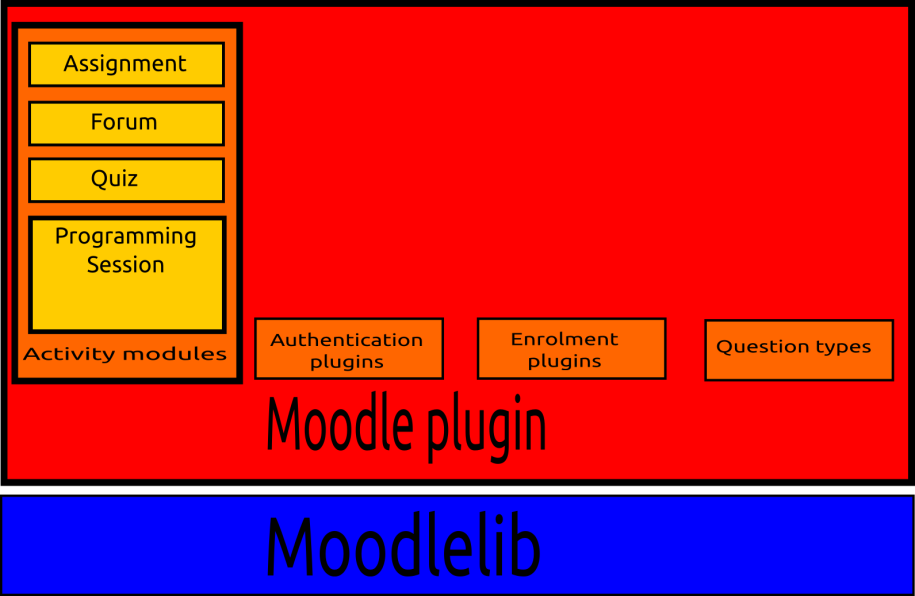 Assignment
Forum
Quiz
Programming
Session
Activity modules
Authentication
plugins
Enrolment
plugins
Question types
Moodle plugin
Moodlelib